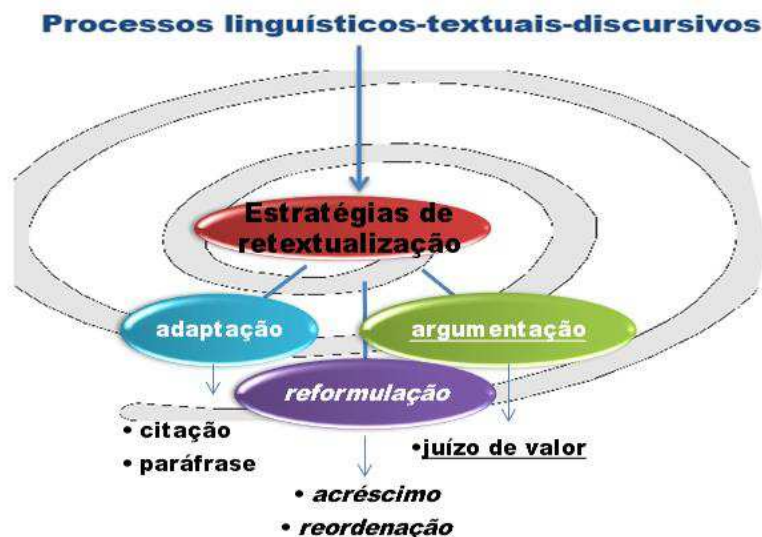 Processos linguísticos-textuais-discursivos
Estratégias de
retextualização
adaptação
argumentação
reformulação
• citação
• paráfrase
•juízo de valor
• acréscimo
• reordenação